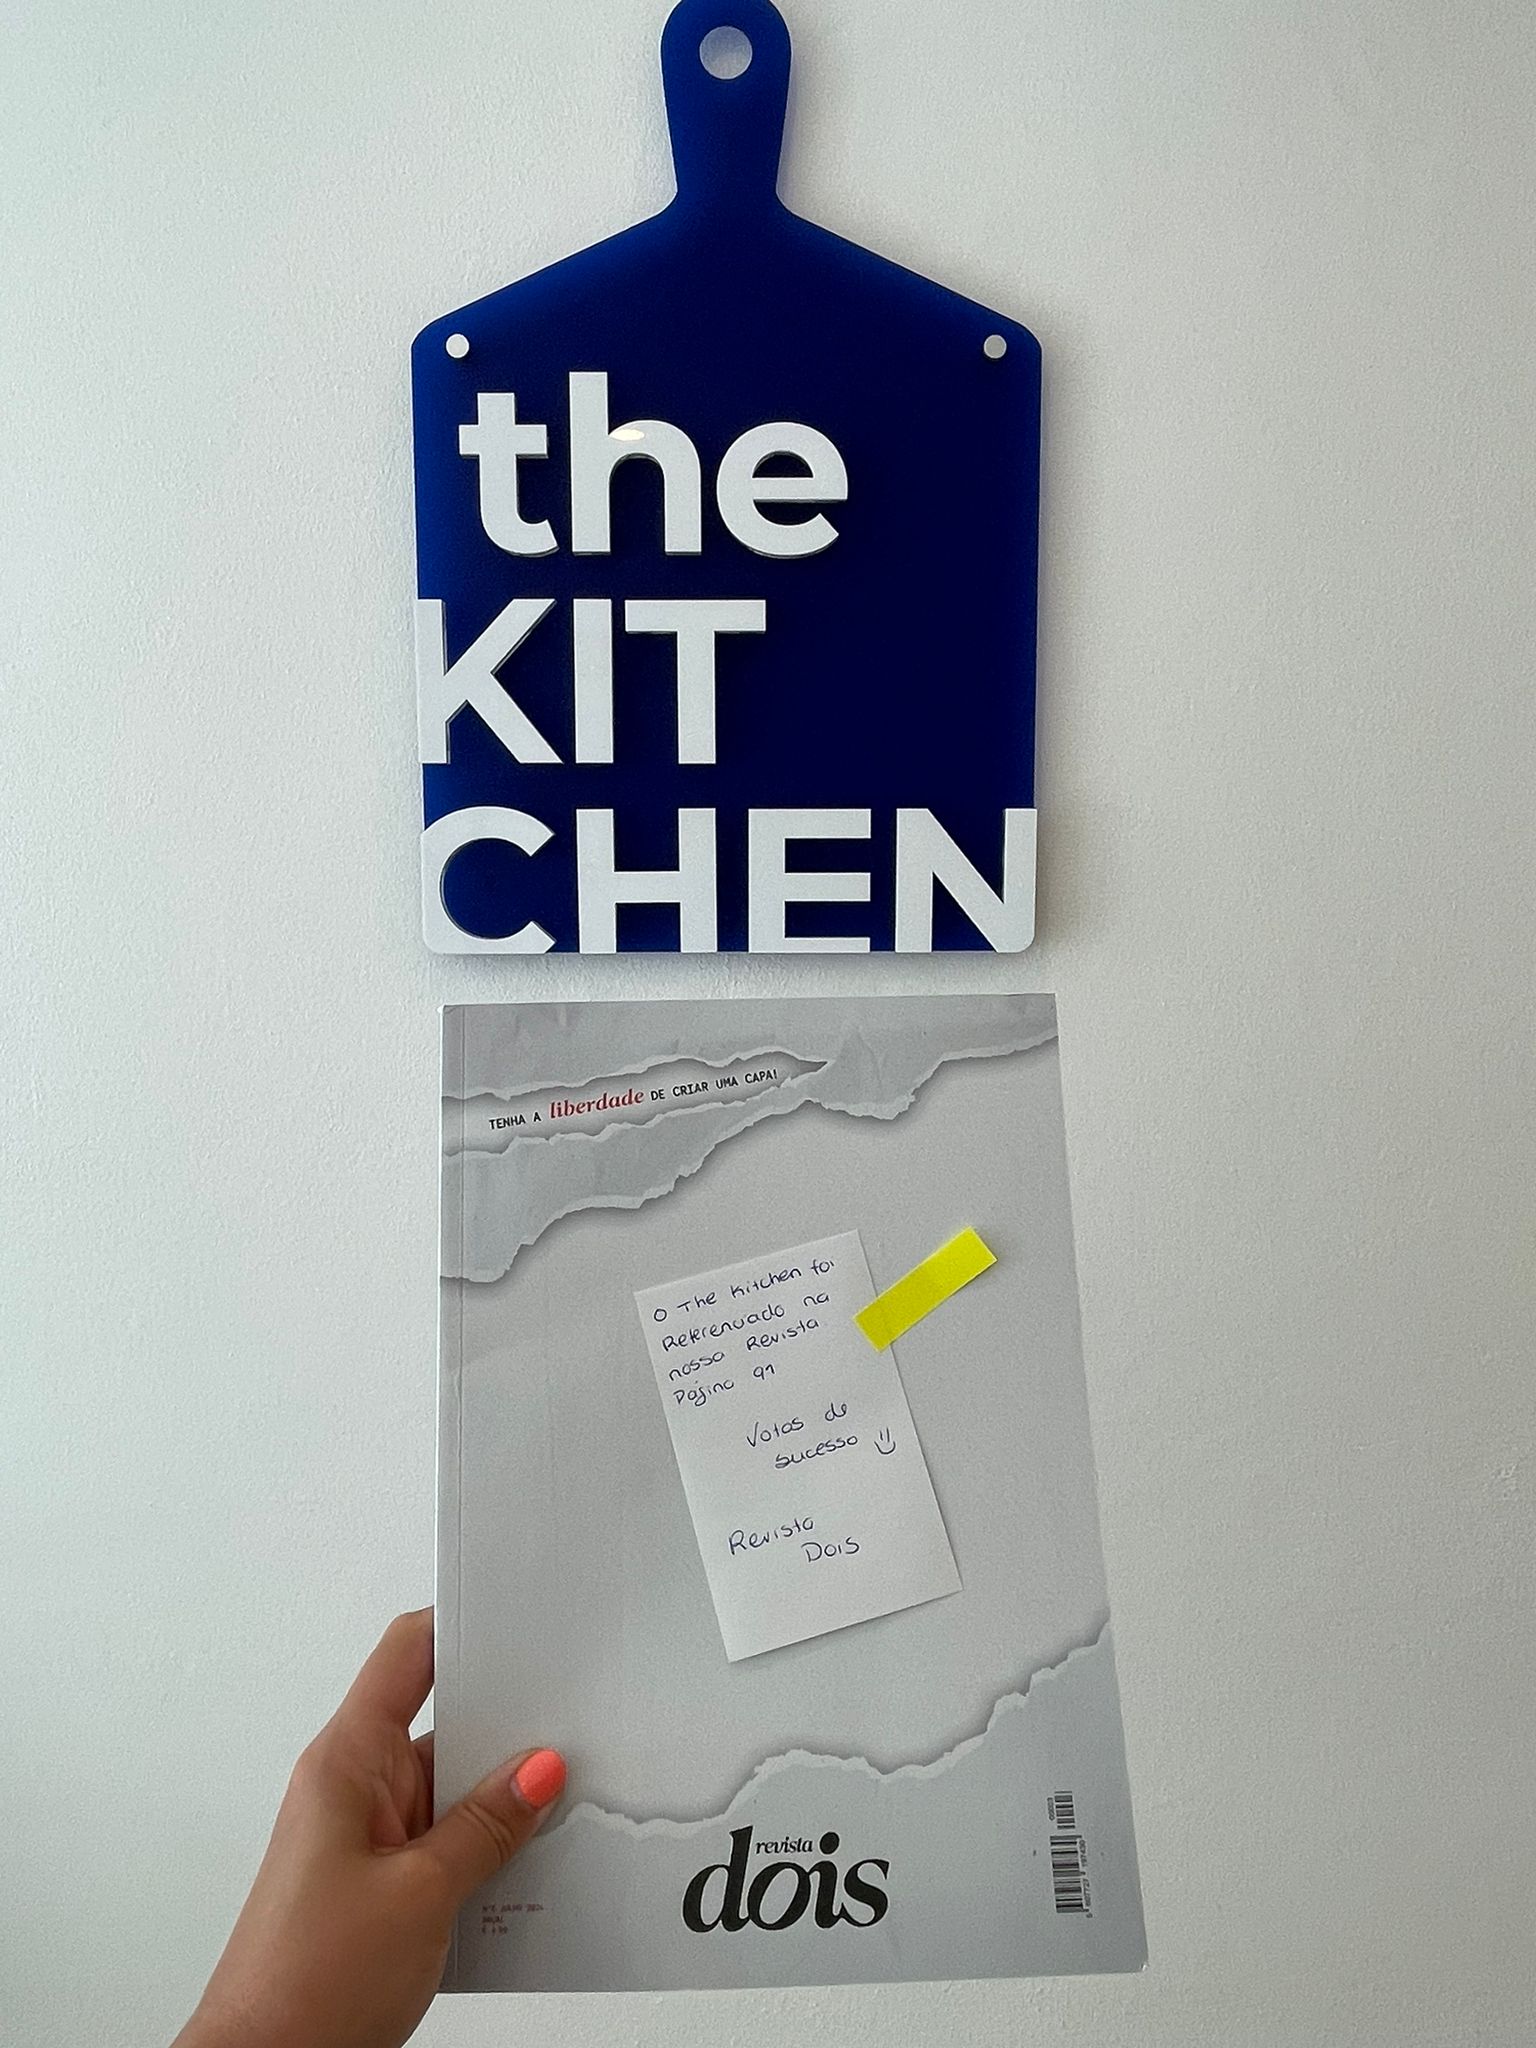 the
KIT
CHEN
TENHA A liberdade DE CRIAR UMA CAPA!
O The Kitchen foi
Referenciado na
nossa Revista
Página 91
Votos de
sucesso
Revista
Dois
revista
dois